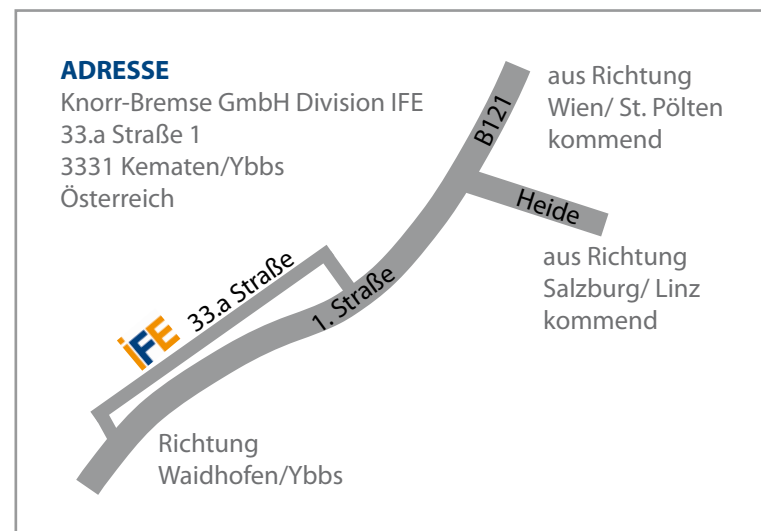 ADRESSE
Knorr-Bremse GmbH Division IFE
33.a Straße 1
3331 Kematen/Ybbs
Österreich
aus Richtung
Wien/ St. Pölten
kommend
B121
Heide
aus Richtung
Salzburg/ Linz
kommend
33.a Straße
1. Straße
iFE
Richtung
Waidhofen/Ybbs